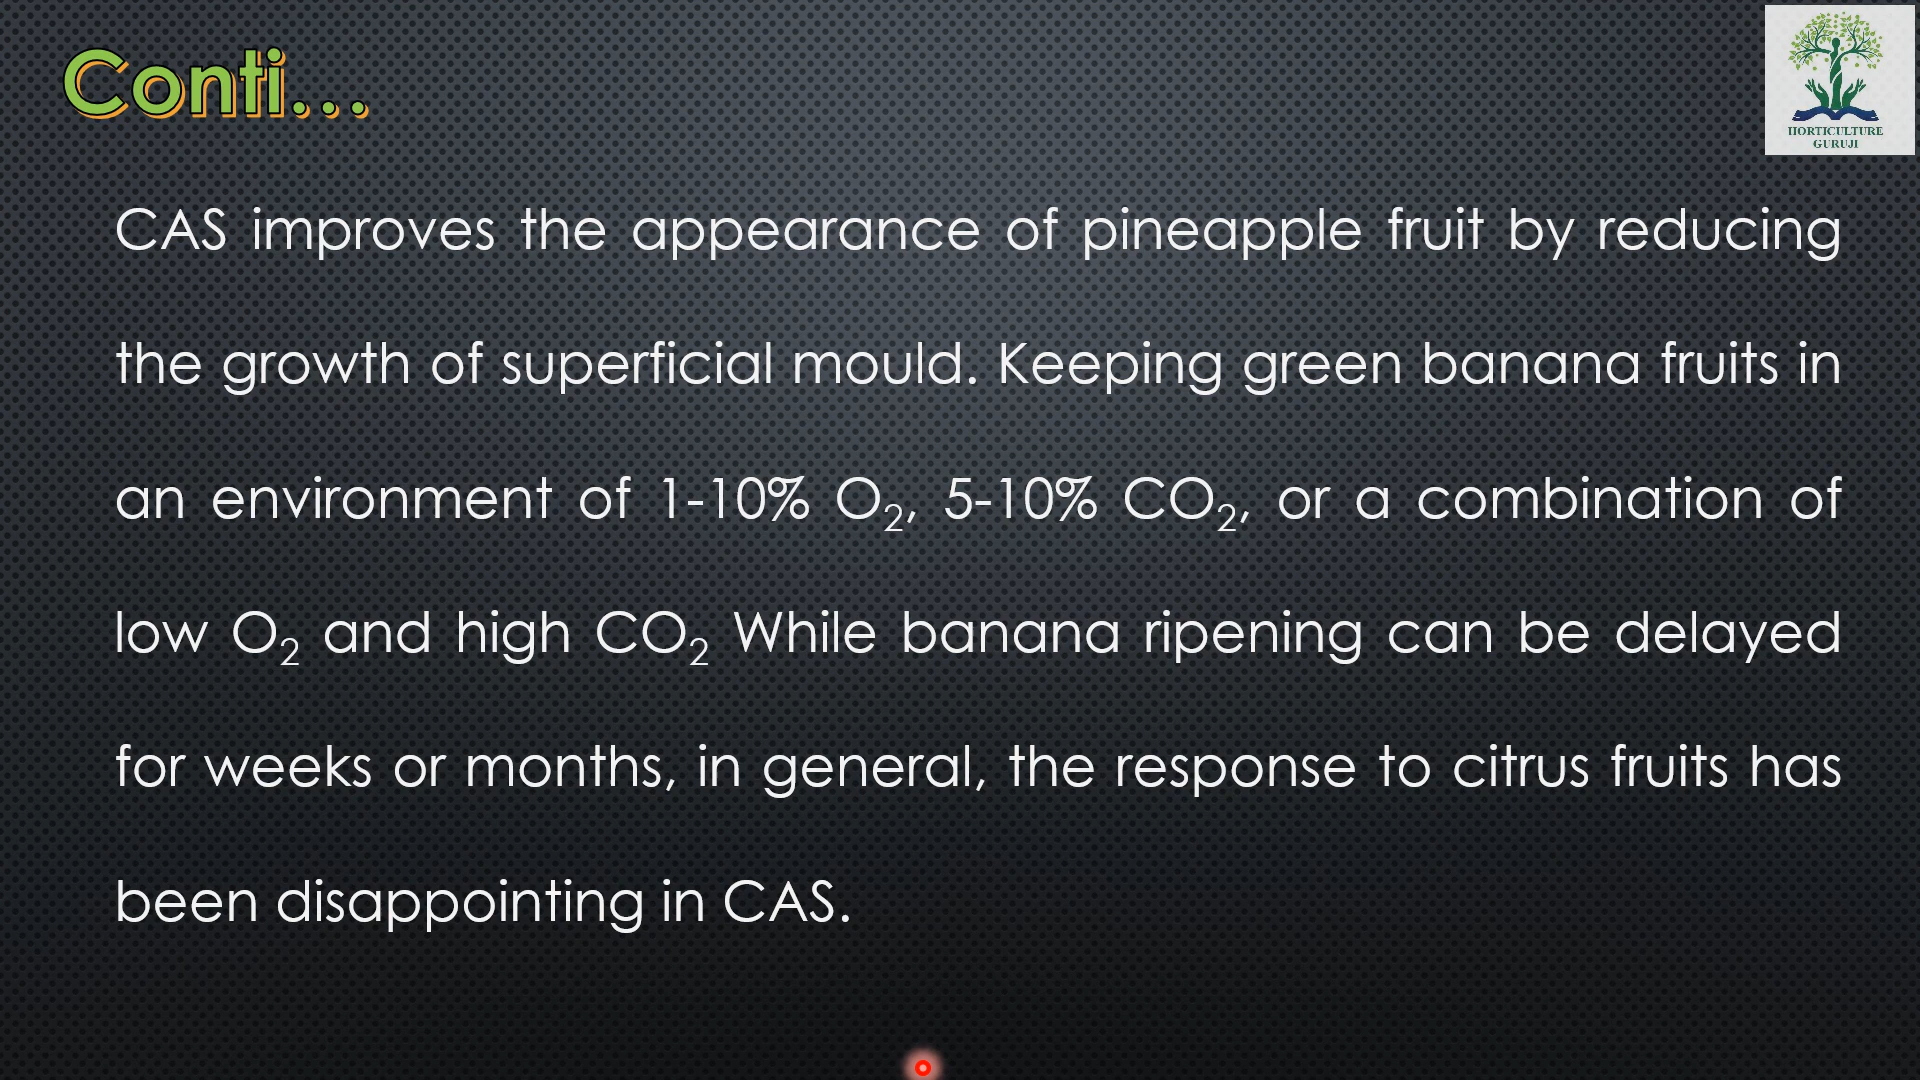 Conti...
HORTICULTURE
GURUJI
CAS improves the appearance of pineapple fruit by reducing
the growth of superficial mould. Keeping green banana fruits in
an environment of 1-10% O₂, 5-10% CO₂, or a combination of
low O₂ and high CO₂ While banana ripening can be delayed
for weeks or months, in general, the response to citrus fruits has
been disappointing in CAS.